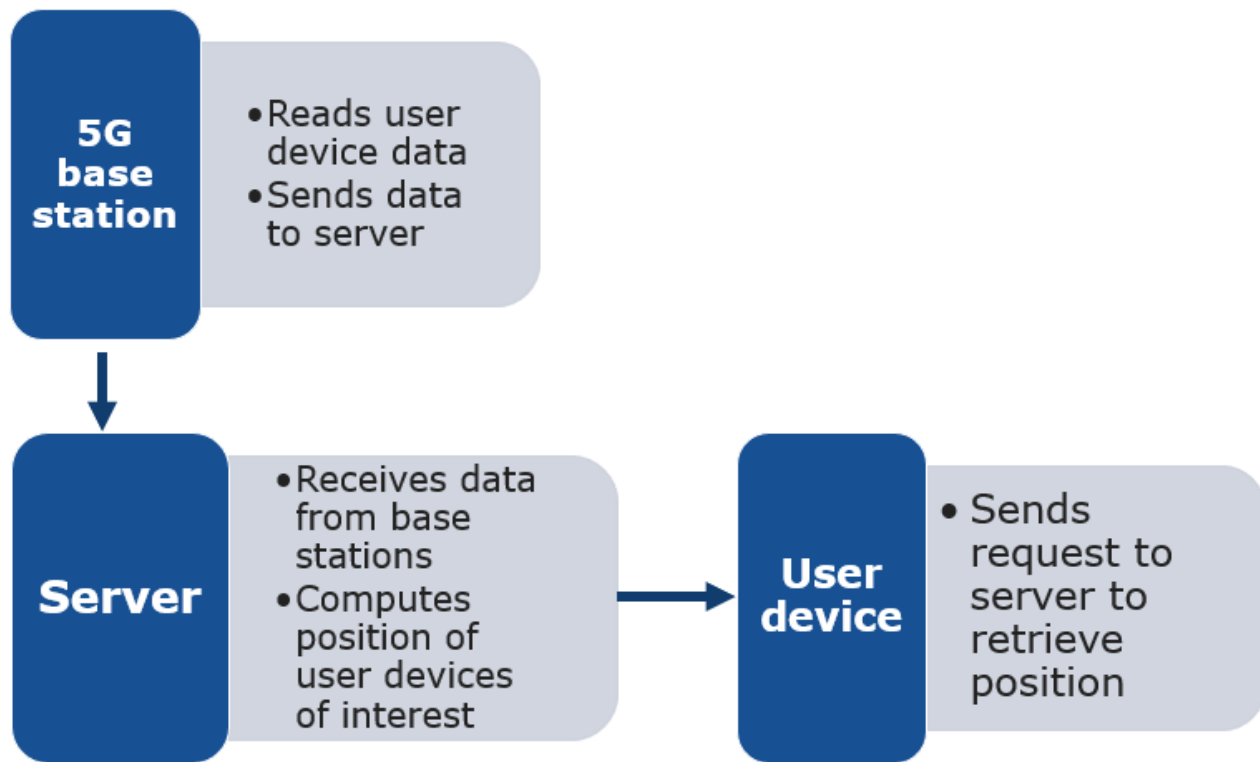 5G
base
station
•Reads user
device data
•Sends data
to server
Server
•Receives data
from base
stations
•Computes
position of
user devices
of interest
User
device
• Sends
request to
server to
retrieve
position